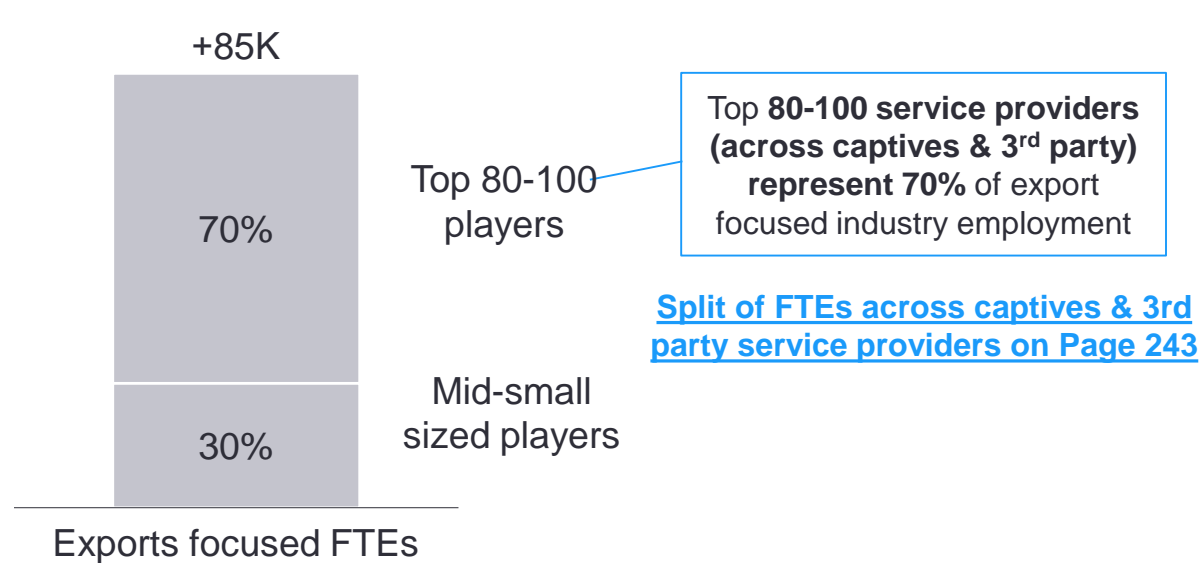 +85K
70%
30%
Exports focused FTEs
Top 80-100
players
Mid-small
sized players
Top 80-100 service providers
(across captives & 3rd party)
represent 70% of export
focused industry employment
Split of FTEs across captives & 3rd
party service providers on Page 243